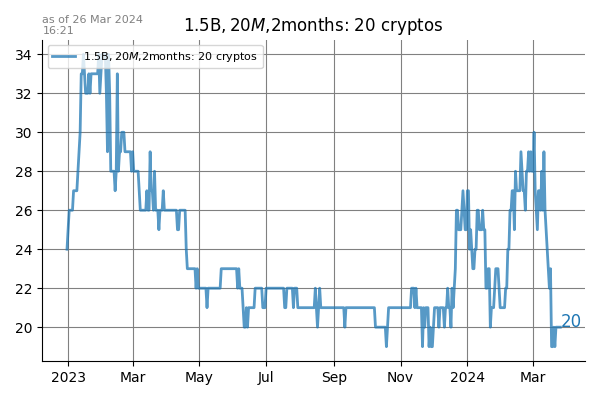 as of 26 Mar 2024
16:21
1.5B, 20M,2months: 20 cryptos
1.5B, 20M,2months: 20 cryptos
34
32
30
28
26
24
22
20
20
2023
Mar
May
Jul
Sep
Nov
2024
Mar